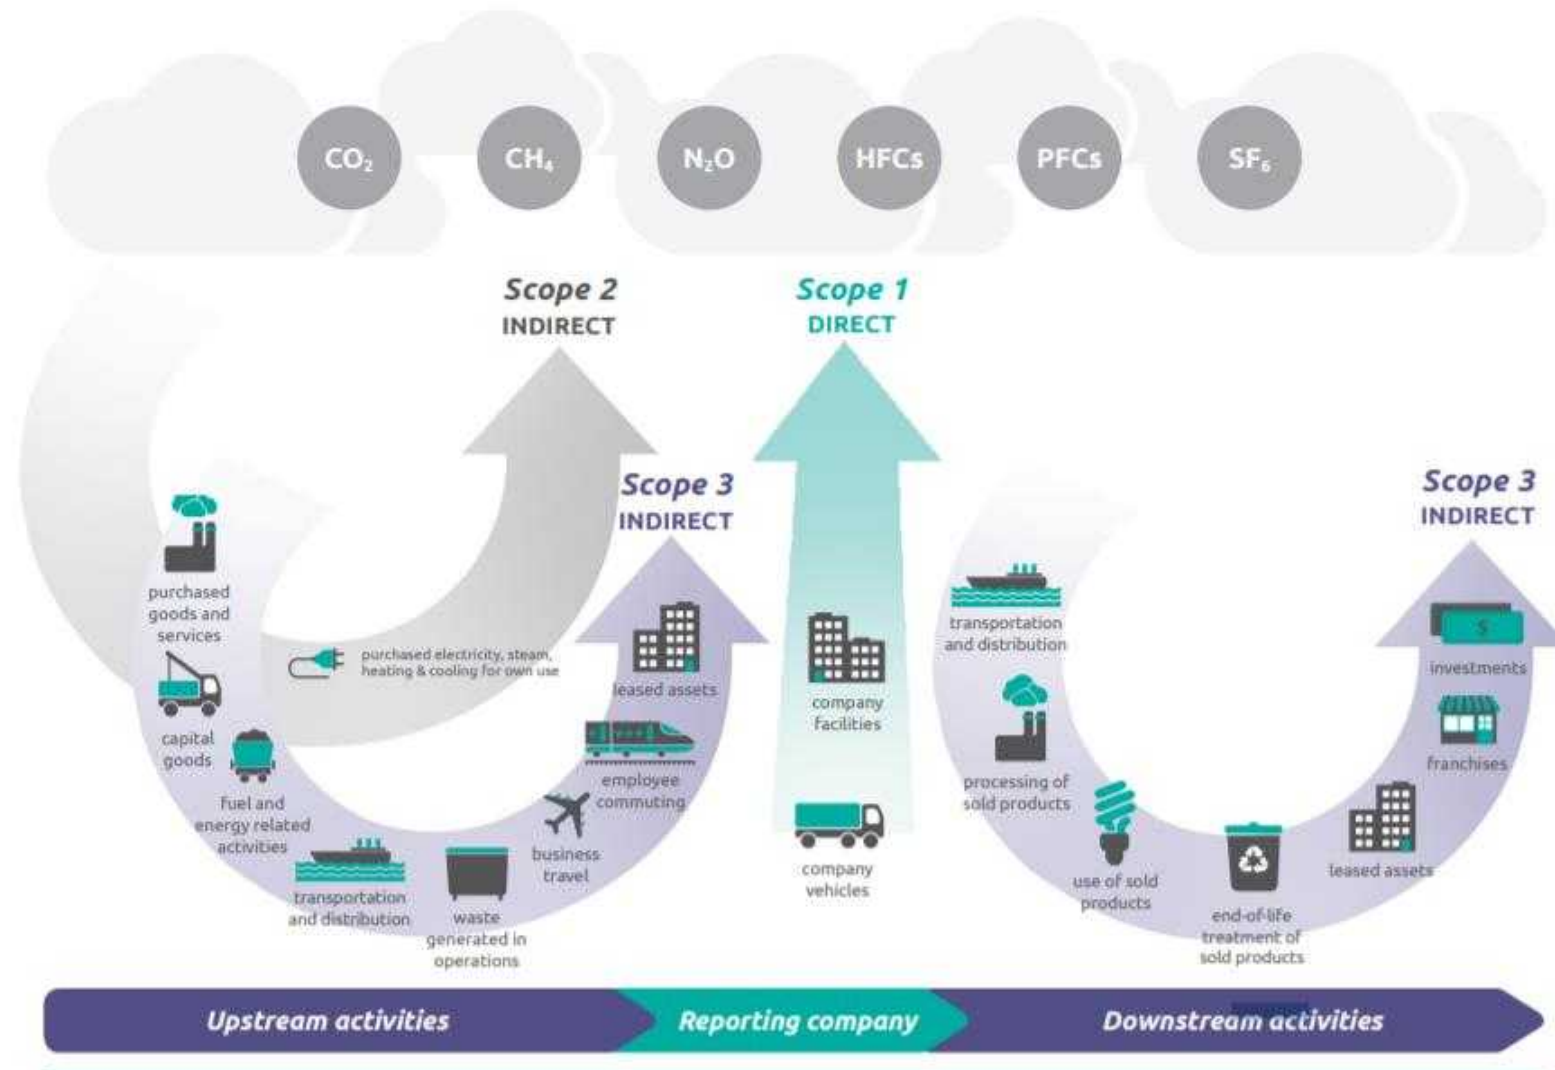 CO₂
CH₄
N₂O
HFCs
PFCs
SF₆
Scope 2
INDIRECT
Scope 1
DIRECT
Scope 3
INDIRECT
Scope 3
INDIRECT
purchased
goods and
services
capital
goods
fuel and
energy related
activities
transportation
and distribution
waste
generated in
operations
business
travel
employee
commuting
leased assets
purchased electricity, steam,
heating & cooling for own use
company
facilities
company
vehicles
transportation
and distribution
processing of
sold products
use of sold
products
end-of-life
treatment of
sold products
leased assets
franchises
$
investments
Upstream activities
Reporting company
Downstream activities